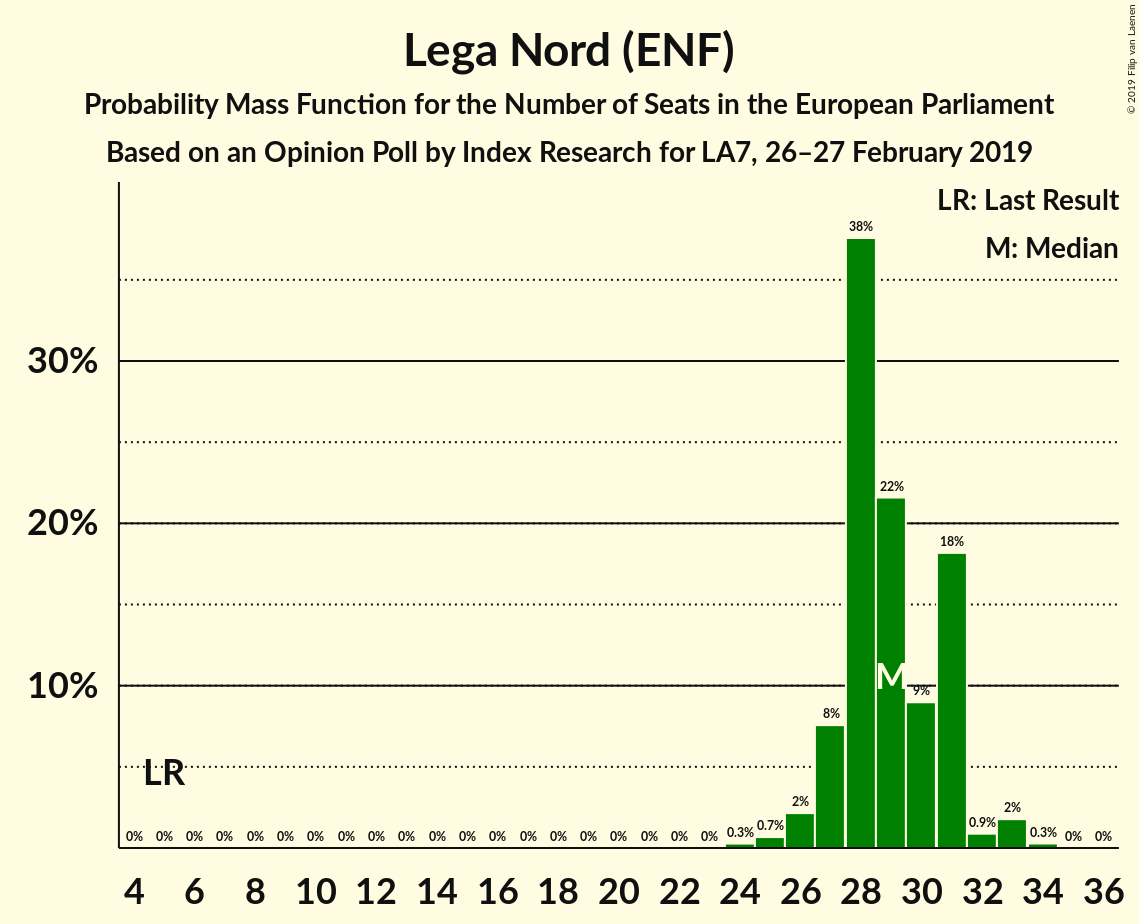 Lega Nord (ENF)
Probability Mass Function for the Number of Seats in the European Parliament
Based on an Opinion Poll by Index Research for LA7, 26–27 February 2019
© 2019 Filip van Laenen
LR: Last Result
M: Median
38%
30%
22%
20%
18%
10%
M
9%
8%
LR
2%
2%
0% 0% 0% 0% 0% 0% 0% 0% 0% 0% 0% 0% 0% 0% 0% 0% 0% 0% 0% 0% 0.3% 0.7% 0.9% 0.3% 0% 0%
4 6 8 10 12 14 16 18 20 22 24 26 28 30 32 34 36